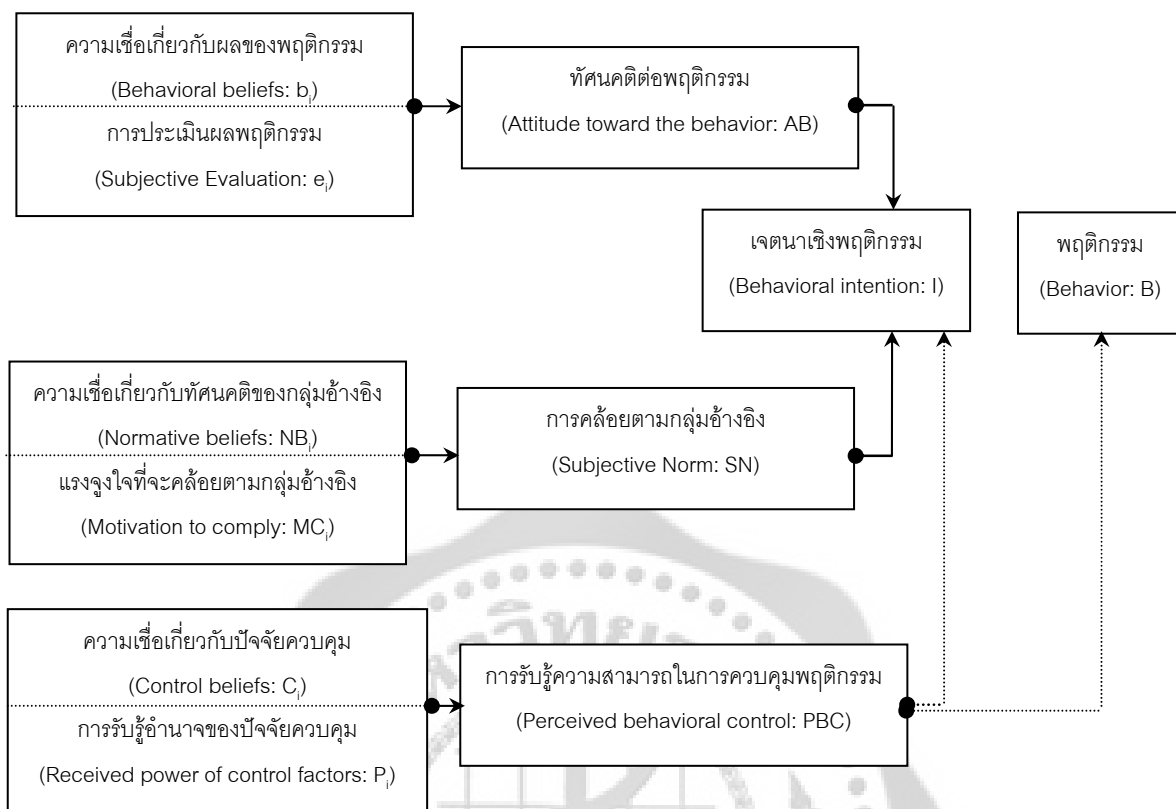 ความเชื่อเกี่ยวกับผลของพฤติกรรม
(Behavioral beliefs: bᵢ)
การประเมินผลพฤติกรรม
(Subjective Evaluation: eᵢ)
ทัศนคติต่อพฤติกรรม
(Attitude toward the behavior: AB)
เจตนาเชิงพฤติกรรม
(Behavioral intention: I)
พฤติกรรม
(Behavior: B)
ความเชื่อเกี่ยวกับทัศนคติของกลุ่มอ้างอิง
(Normative beliefs: NBᵢ)
แรงจูงใจที่จะคล้อยตามกลุ่มอ้างอิง
(Motivation to comply: MCᵢ)
การคล้อยตามกลุ่มอ้างอิง
(Subjective Norm: SN)
ความเชื่อเกี่ยวกับปัจจัยควบคุม
(Control beliefs: Cᵢ)
การรับรู้อำนาจของปัจจัยควบคุม
(Received power of control factors: Pᵢ)
การรับรู้ความสามารถในการควบคุมพฤติกรรม
(Perceived behavioral control: PBC)